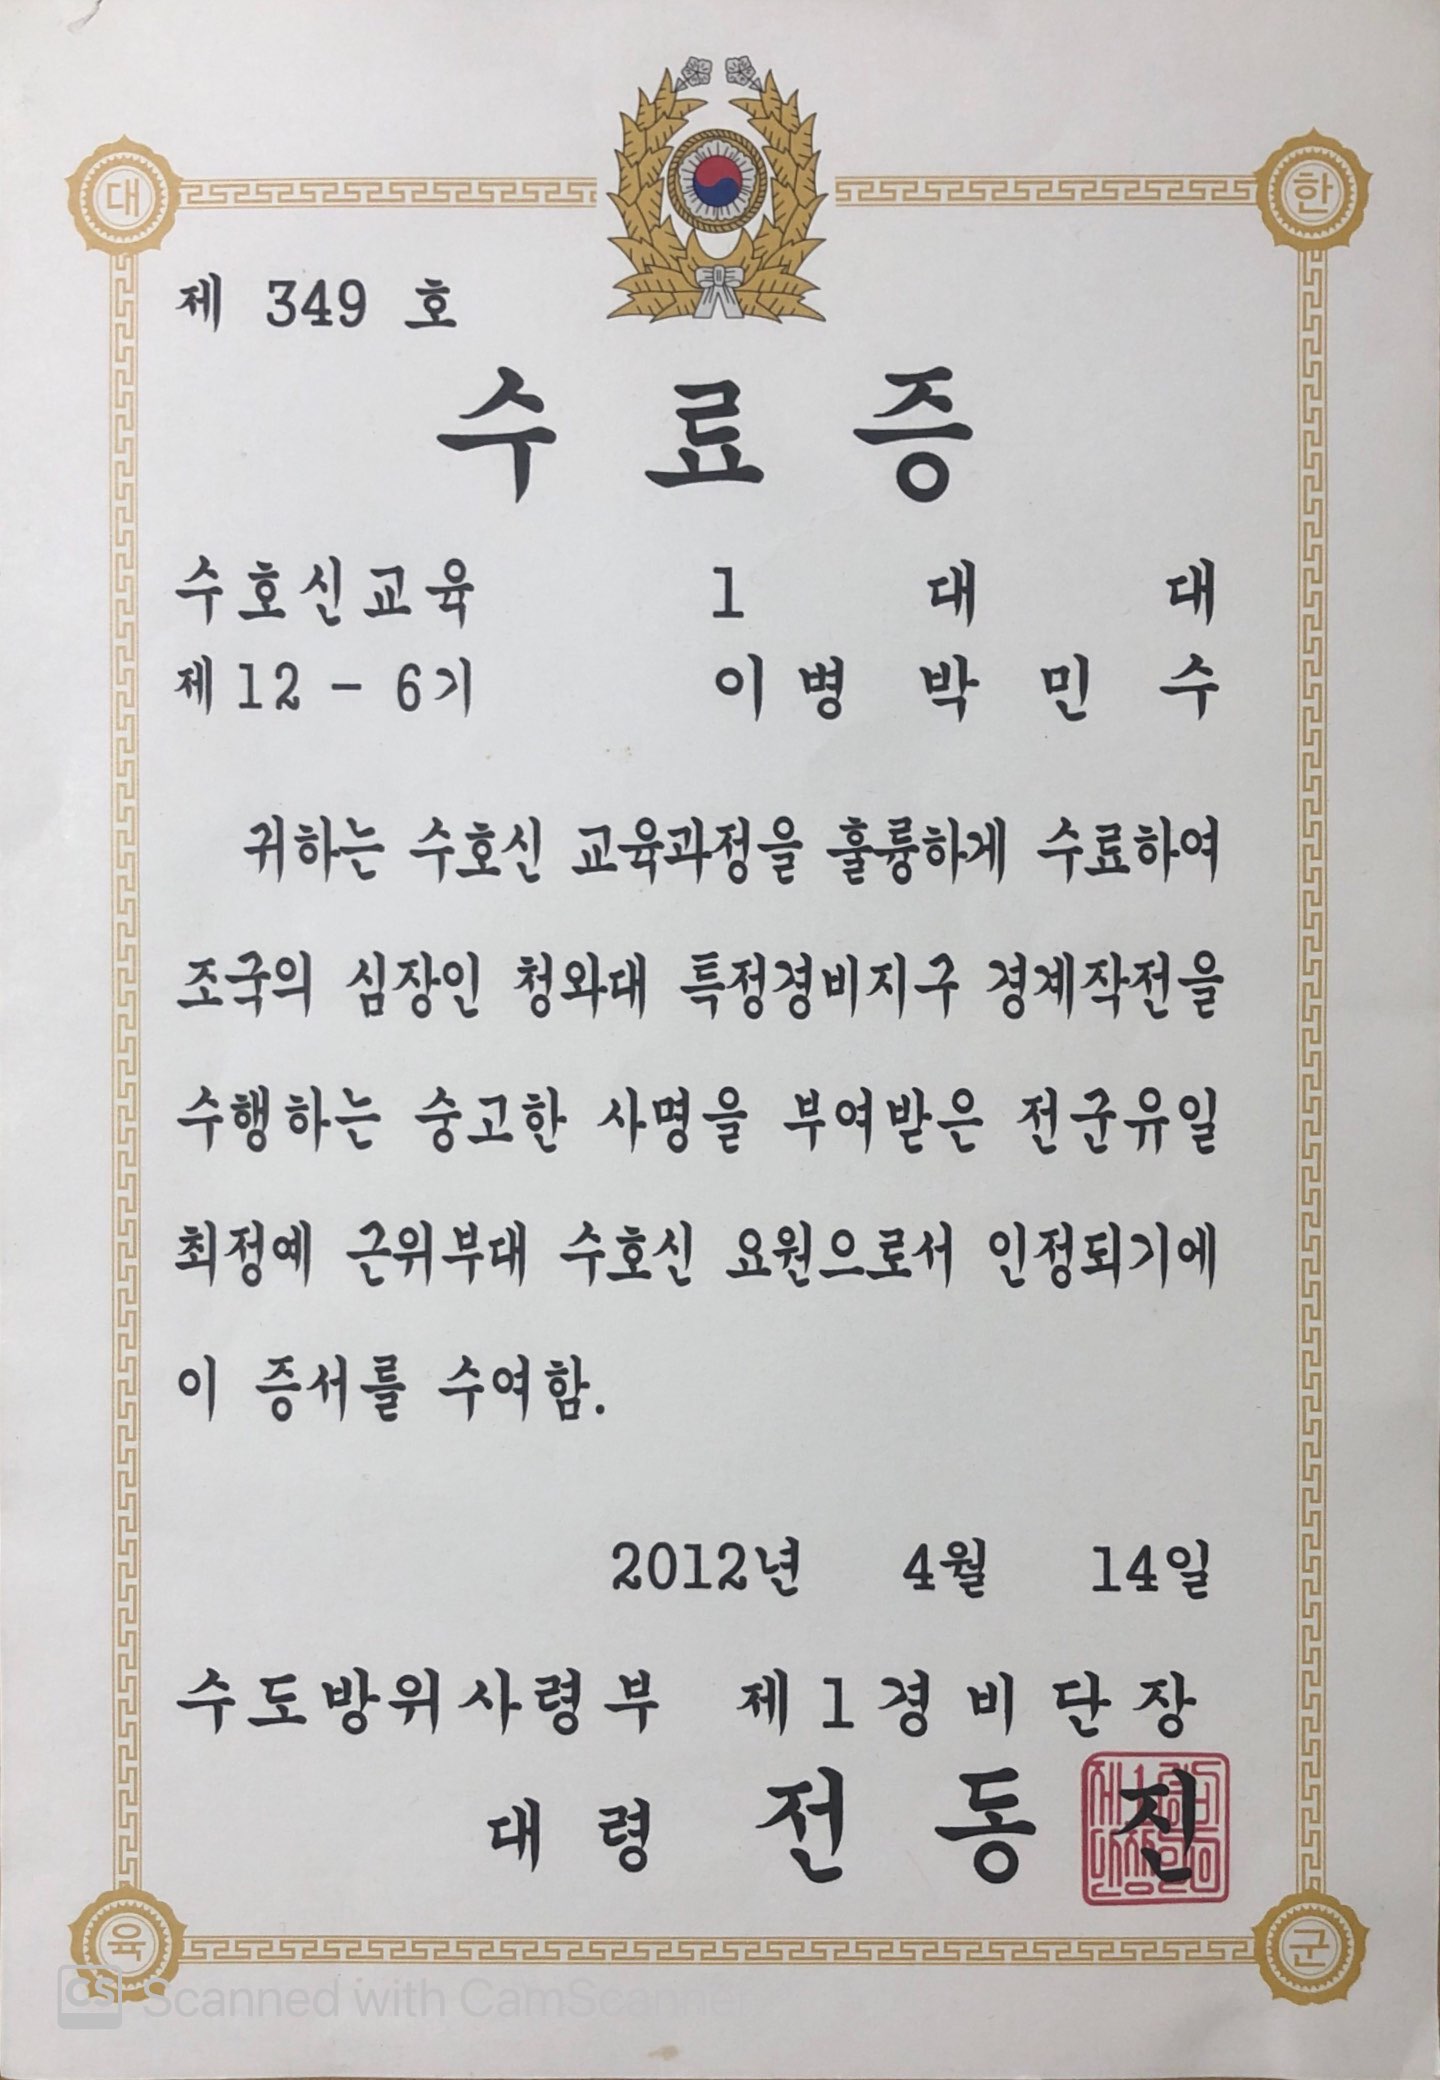 대 한
제 349 호
수 료 증
수호신교육 1 대 대
제12 - 6기 이병 박 민 수
귀하는 수호신 교육과정을 훌륭하게 수료하여
조국의 심장인 청와대 특정경비지구 경계작전을
수행하는 숭고한 사명을 부여받은 전군유일
최정예 근위부대 수호신 요원으로서 인정되기에
이 증서를 수여함.
2012년 4월 14일
수도방위사령부 제1경비단장
대령 전 동 진
육 군
CS Scanned with CamScanner